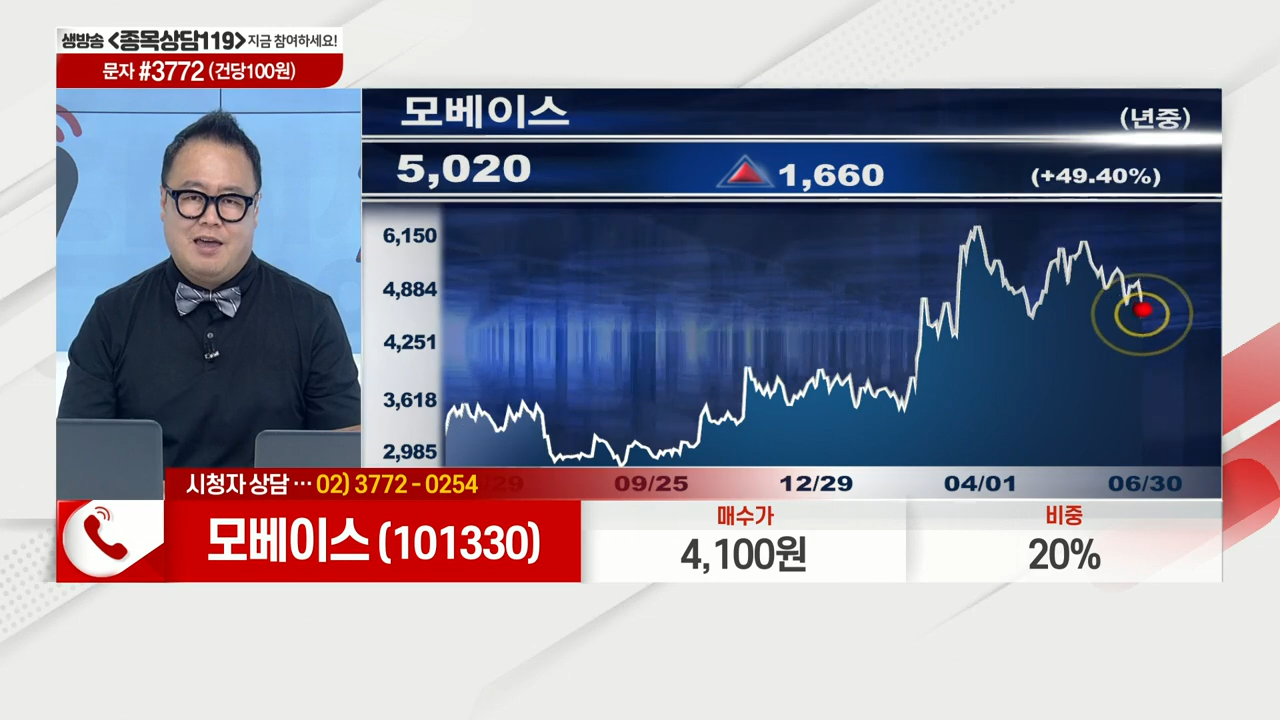 생방송 <종목상담119> 지금 참여하세요!
문자 #3772 (건당100원)
모베이스
(년중)
5,020 ▲ 1,660 (+49.40%)
6,150
4,884
4,251
3,618
2,985
/29 09/25 12/29 04/01 06/30
시청자 상담 ··· 02) 3772 - 0254
모베이스 (101330)
매수가
4,100원
비중
20%